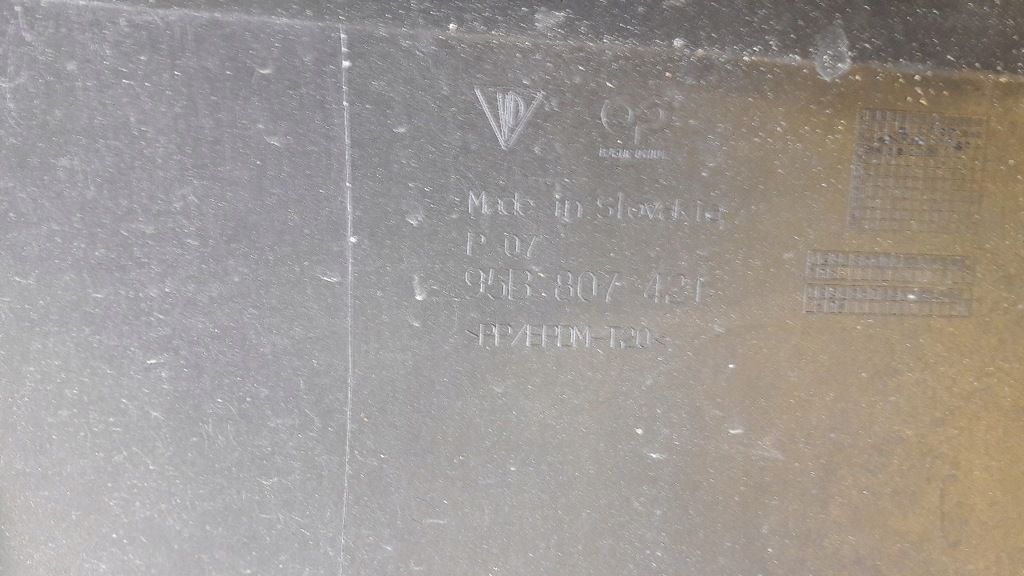 Made in Slovakia
P 07
95B 807 421
<PP/EPDM-T20<